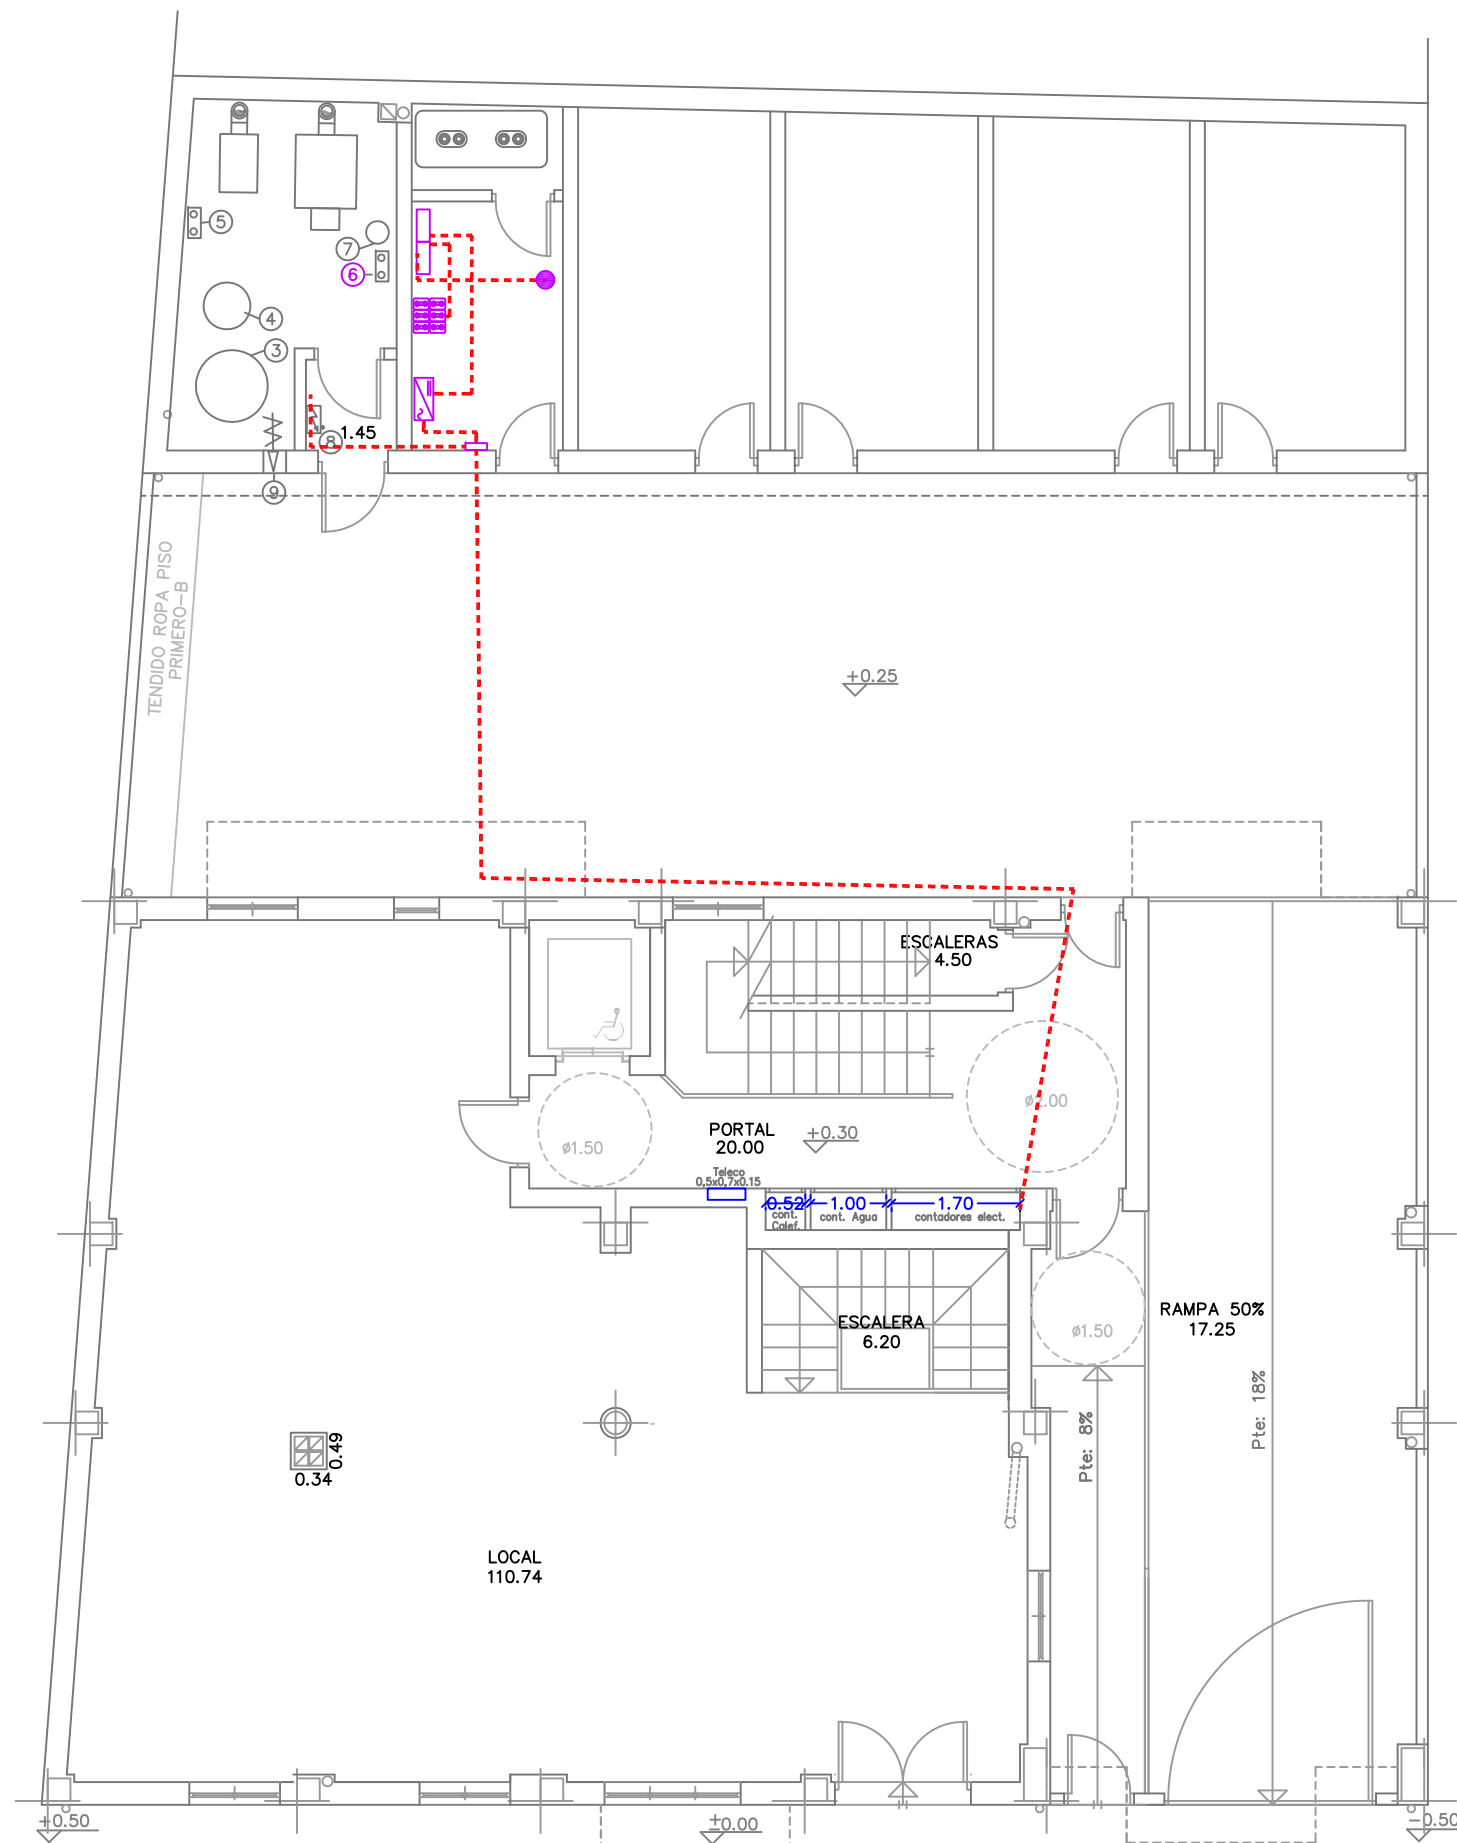 5
7
6
4
3
8
1.45
9
TENDIDO ROPA PISO
PRIMERO-B
+0.25
ESCALERAS
4.50
ø2.00
PORTAL
20.00
+0.30
ø1.50
Teleco
0,5x0,7x0.15
0.52
1.00
1.70
cont.
Calef.
cont. Agua
contadores elect.
ESCALERA
6.20
RAMPA 50%
17.25
ø1.50
Pte: 8%
Pte: 18%
0.49
0.34
LOCAL
110.74
+0.50
±0.00
-0.50